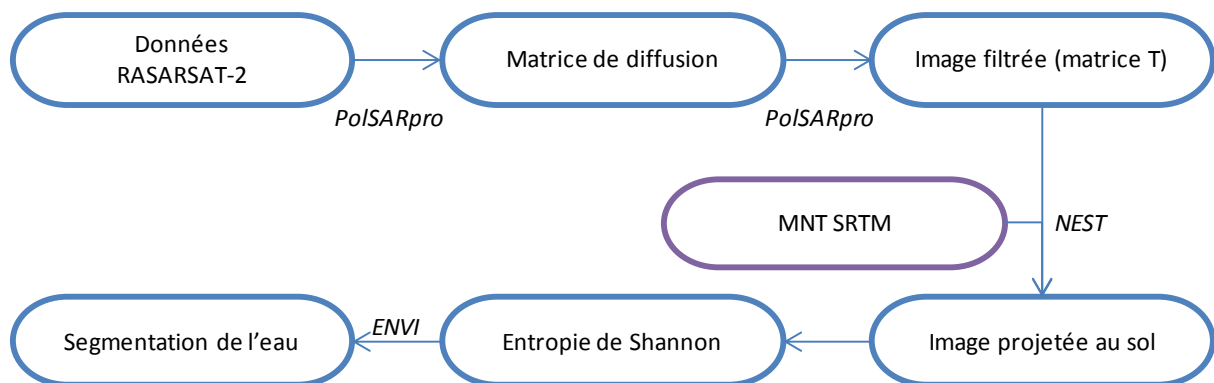 Données
RASARSAT-2
Matrice de diffusion
Image filtrée (matrice T)
PolSARpro
PolSARpro
MNT SRTM
NEST
Segmentation de l'eau
ENVI
Entropie de Shannon
Image projetée au sol